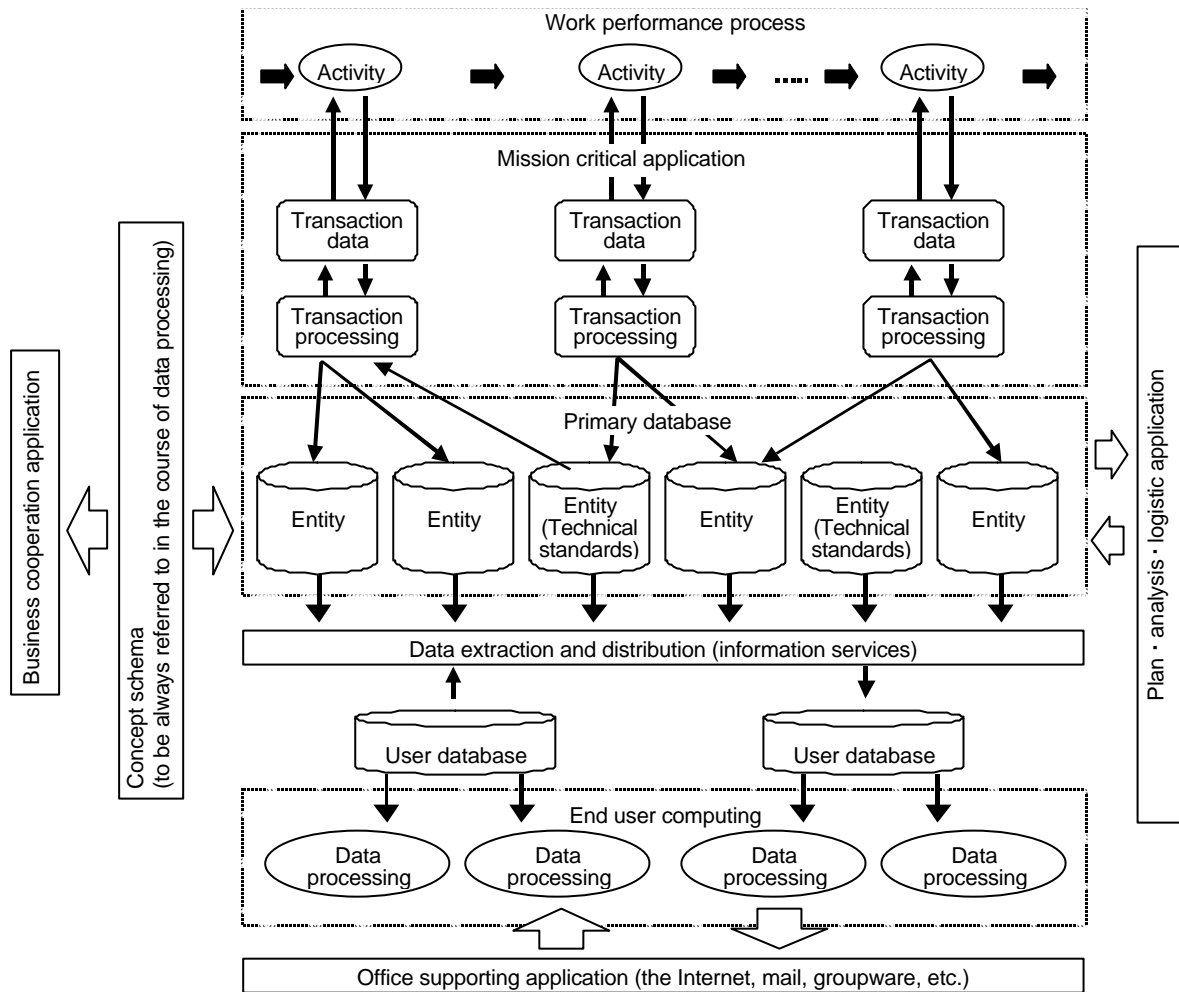 Work performance process
Activity
Activity
Activity
Mission critical application
Transaction
data
Transaction
data
Transaction
data
Transaction
processing
Transaction
processing
Transaction
processing
Primary database
Entity
Entity
Entity
(Technical
standards)
Entity
Entity
(Technical
standards)
Entity
Data extraction and distribution (information services)
User database
User database
End user computing
Data
processing
Data
processing
Data
processing
Data
processing
Office supporting application (the Internet, mail, groupware, etc.)
Business cooperation application
Concept schema
(to be always referred to in the course of data processing)
Plan・analysis・logistic application